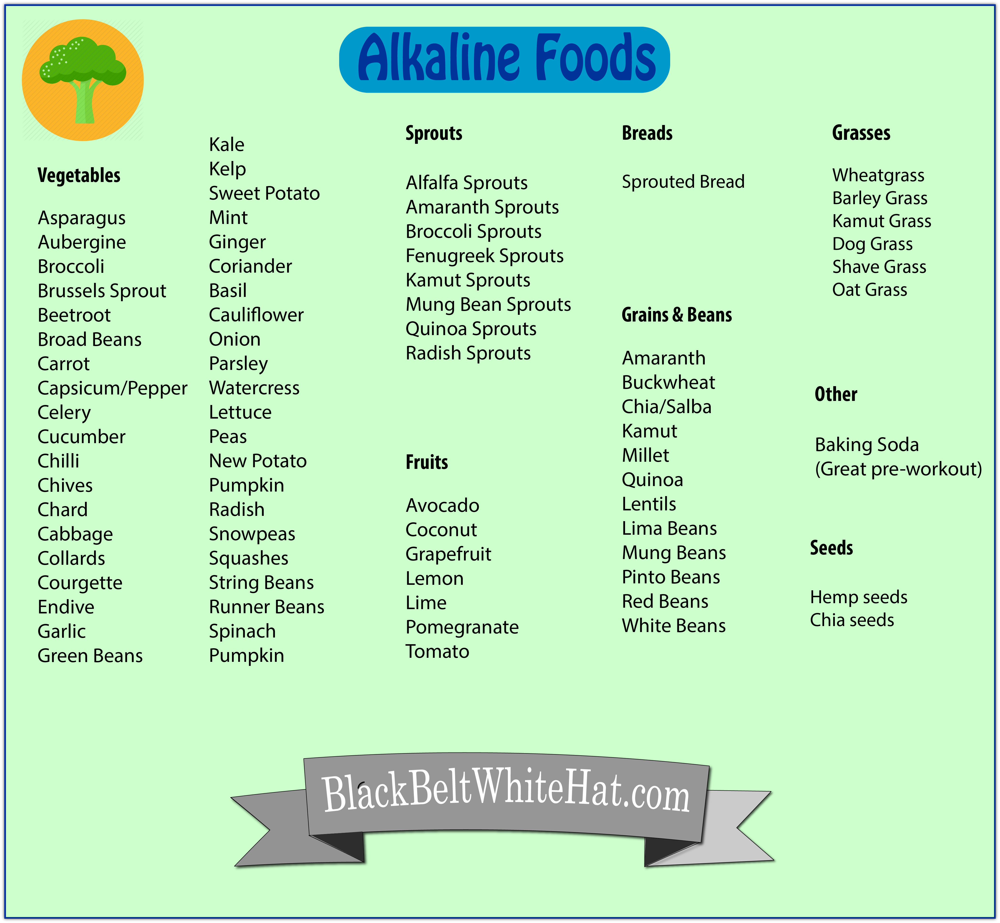 Alkaline Foods
Vegetables
Asparagus
Aubergine
Broccoli
Brussels Sprout
Beetroot
Broad Beans
Carrot
Capsicum/Pepper
Celery
Cucumber
Chilli
Chives
Chard
Cabbage
Collards
Courgette
Endive
Garlic
Green Beans
Kale
Kelp
Sweet Potato
Mint
Ginger
Coriander
Basil
Cauliflower
Onion
Parsley
Watercress
Lettuce
Peas
New Potato
Pumpkin
Radish
Snowpeas
Squashes
String Beans
Runner Beans
Spinach
Pumpkin
Sprouts
Alfalfa Sprouts
Amaranth Sprouts
Broccoli Sprouts
Fenugreek Sprouts
Kamut Sprouts
Mung Bean Sprouts
Quinoa Sprouts
Radish Sprouts
Fruits
Avocado
Coconut
Grapefruit
Lemon
Lime
Pomegranate
Tomato
Breads
Sprouted Bread
Grains & Beans
Amaranth
Buckwheat
Chia/Salba
Kamut
Millet
Quinoa
Lentils
Lima Beans
Mung Beans
Pinto Beans
Red Beans
White Beans
Grasses
Wheatgrass
Barley Grass
Kamut Grass
Dog Grass
Shave Grass
Oat Grass
Other
Baking Soda
(Great pre-workout)
Seeds
Hemp seeds
Chia seeds
BlackBeltWhiteHat.com